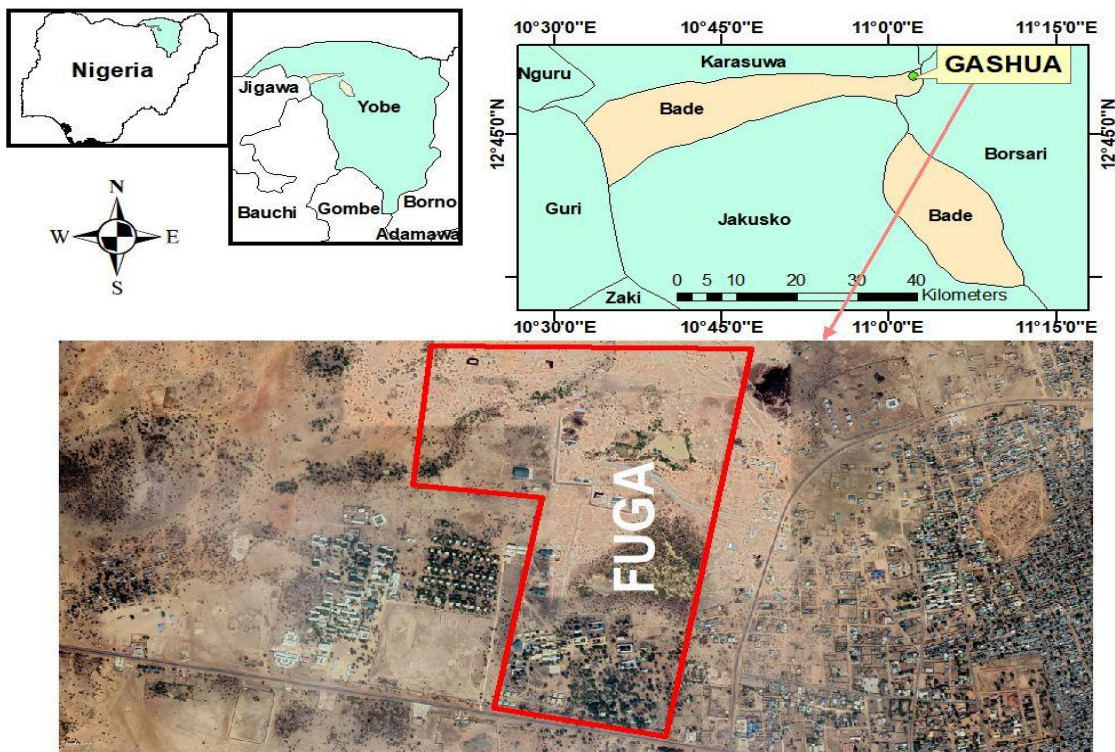 Nigeria
Jigawa
Yobe
Bauchi
Gombe
Borno
Adamawa
N
W
E
S
10°30'0"E
10°45'0"E
11°0'0"E
11°15'0"E
12°45'0"N
12°45'0"N
Nguru
Karasuwa
GASHUA
Bade
Borsari
Guri
Jakusko
Bade
Zaki
0 5 10 20 30 40
Kilometers
10°30'0"E
10°45'0"E
11°0'0"E
11°15'0"E
FUGA